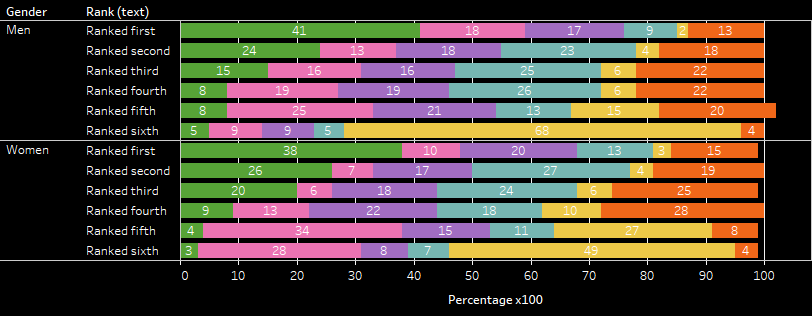 Gender Rank (text)
Men Ranked first 41 18 17 9 2 13
Ranked second 24 13 18 23 4 18
Ranked third 15 16 16 25 6 22
Ranked fourth 8 19 19 26 6 22
Ranked fifth 8 25 21 13 15 20
Ranked sixth 5 9 9 5 68 4
Women Ranked first 38 10 20 13 3 15
Ranked second 26 7 17 27 4 19
Ranked third 20 6 18 24 6 25
Ranked fourth 9 13 22 18 10 28
Ranked fifth 4 34 15 11 27 8
Ranked sixth 3 28 8 7 49 4
0 10 20 30 40 50 60 70 80 90 100
Percentage x100